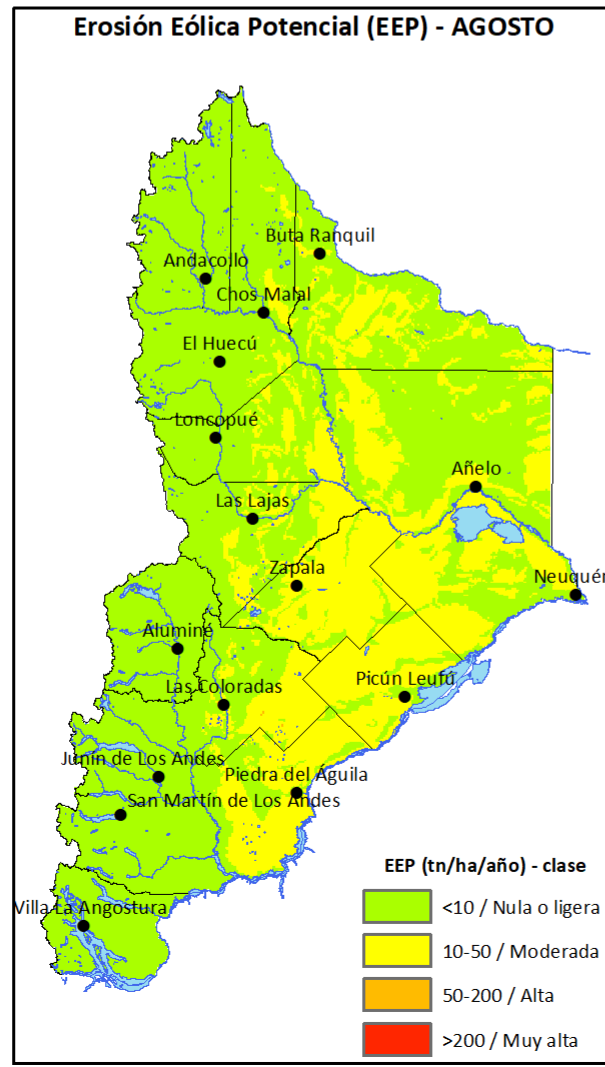 Erosión Eólica Potencial (EEP) - AGOSTO
Buta Ranquil
Andacollo
Chos Malal
El Huecú
Loncopué
Añelo
Las Lajas
Zapala
Neuquén
Aluminé
Las Coloradas
Picún Leufú
Junin de Los Andes
Piedra del Aguila
San Martín de Los Andes
Villa La Angostura
EEP (tn/ha/año) - clase
<10 / Nula o ligera
10-50 / Moderada
50-200 / Alta
>200 / Muy alta